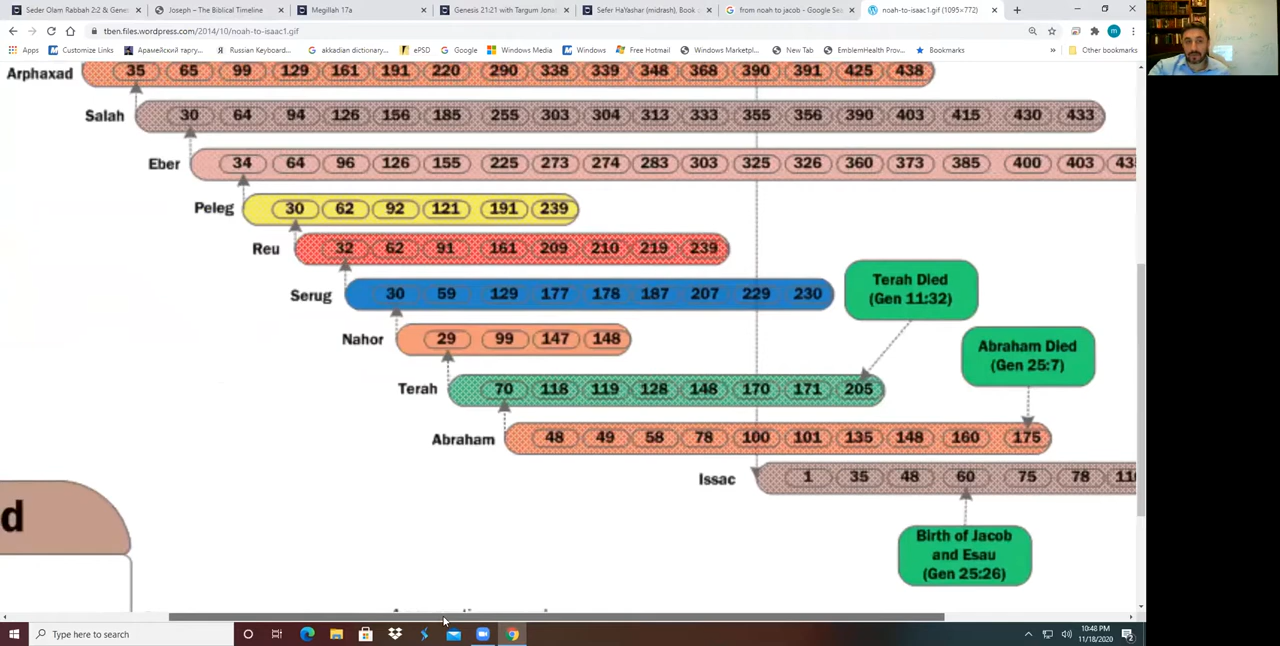 Seder Olam Rabbah 2:2 & Gene
Joseph – The Biblical Timeline
Megillah 17a
Genesis 21:21 with Targum Jonat
Sefer HaYashar (midrash), Book o
from noah to jacob - Google Sea
noah-to-isaac1.gif (1095×772)
tben.files.wordpress.com/2014/10/noah-to-isaac1.gif
Apps Customize Links Арамейский таргу... Russian Keyboard... akkadian dictionary... ePSD Google Windows Media Windows Free Hotmail Windows Marketpl... New Tab EmblemHealth Prov... Bookmarks » Other bookmarks
Arphaxad 35 65 99 129 161 191 220 290 338 339 348 368 390 391 425 438
Salah 30 64 94 126 156 185 255 303 304 313 333 355 356 390 403 415 430 433
Eber 34 64 96 126 155 225 273 274 283 303 325 326 360 373 385 400 403 43
Peleg 30 62 92 121 191 239
Reu 32 62 91 161 209 210 219 239
Serug 30 59 129 177 178 187 207 229 230
Terah Died
(Gen 11:32)
Nahor 29 99 147 148
Abraham Died
(Gen 25:7)
Terah 70 118 119 128 148 170 171 205
Abraham 48 49 58 78 100 101 135 148 160 175
Issac 1 35 48 60 75 78 11
d
Birth of Jacob
and Esau
(Gen 25:26)
Type here to search
10:48 PM
11/18/2020
2